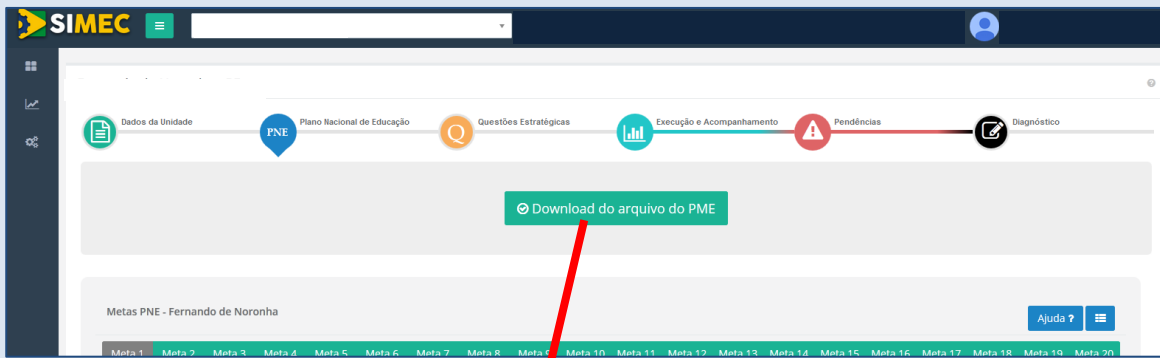 SIMEC
Dados da Unidade
PNE
Plano Nacional de Educação
Q
Questões Estratégicas
Execução e Acompanhamento
Pendências
Diagnóstico
Download do arquivo do PME
Metas PNE - Fernando de Noronha
Ajuda ?
Meta 1 Meta 2 Meta 3 Meta 4 Meta 5 Meta 6 Meta 7 Meta 8 Meta 9 Meta 10 Meta 11 Meta 12 Meta 13 Meta 14 Meta 15 Meta 16 Meta 17 Meta 18 Meta 19 Meta 20